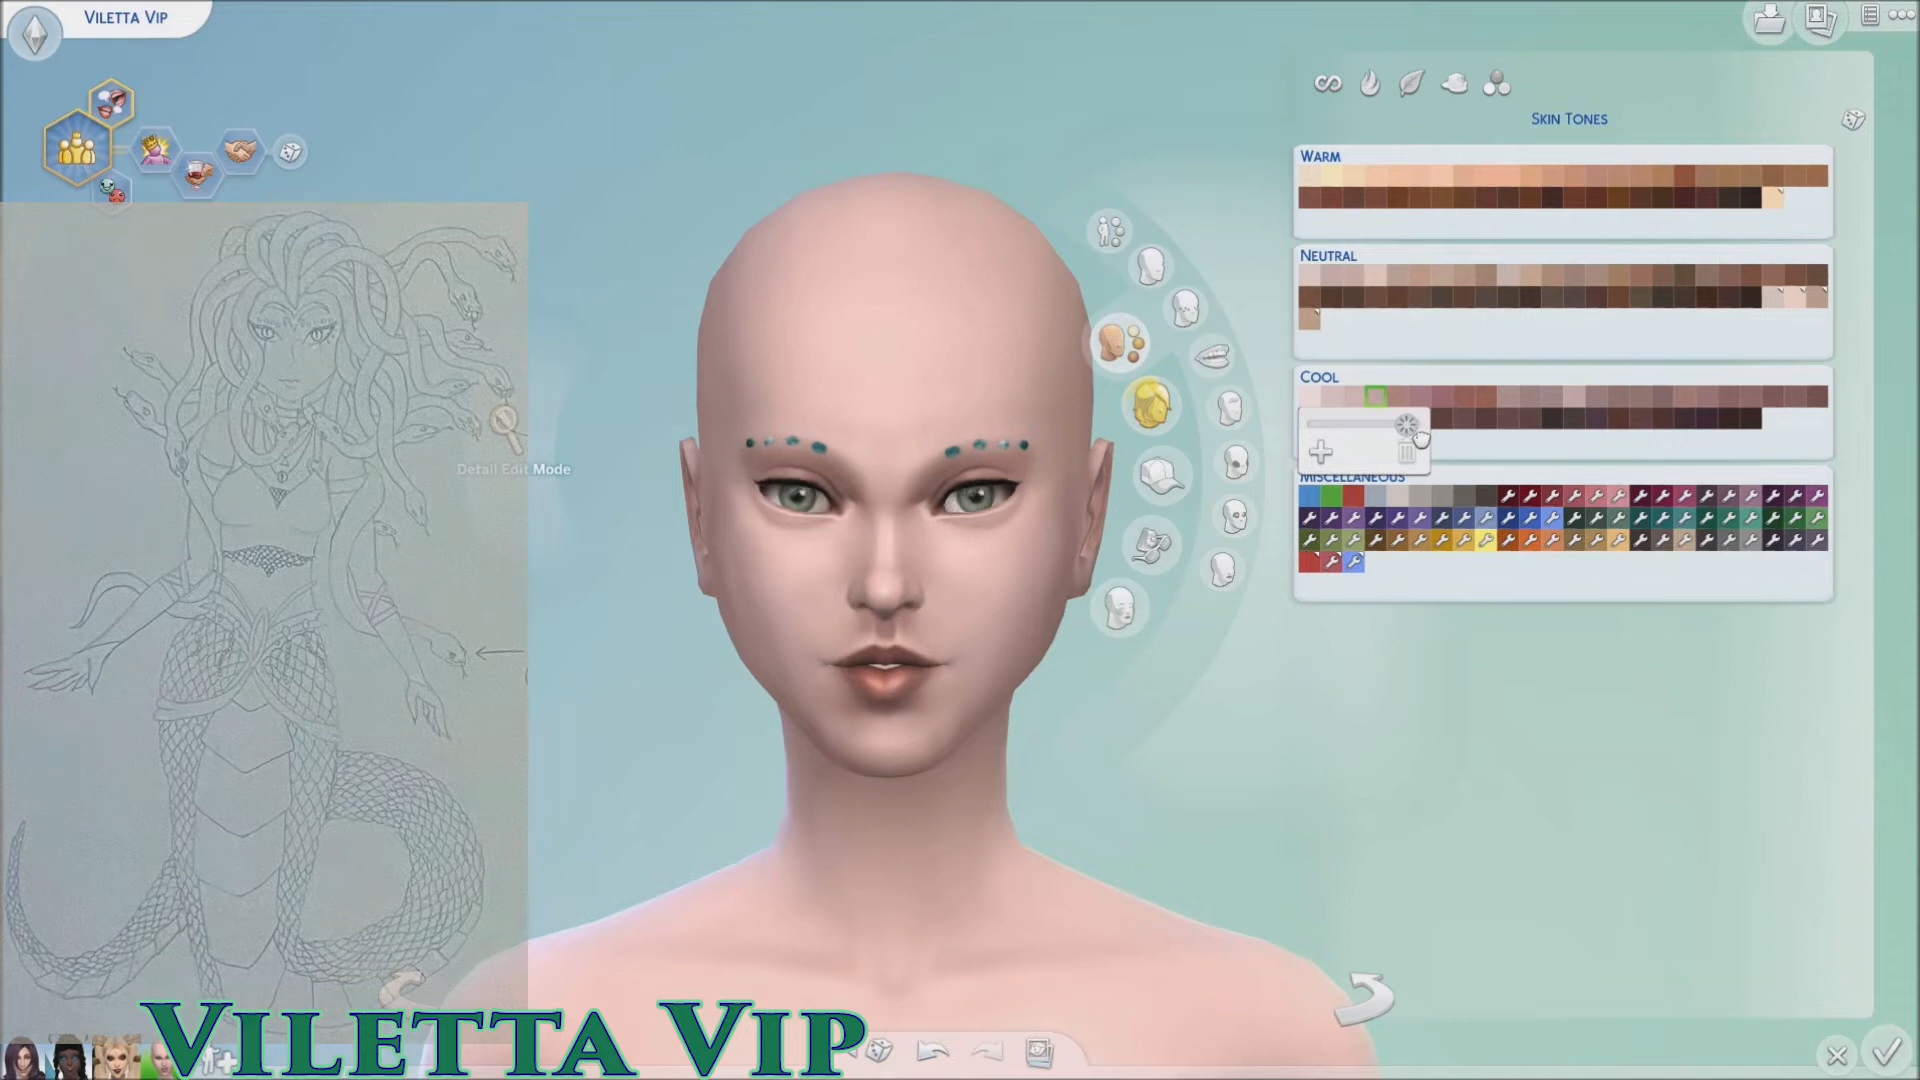 Viletta Vip
Skin Tones
Warm
Neutral
Cool
Detail Edit Mode
Miscellaneous
Viletta Vip